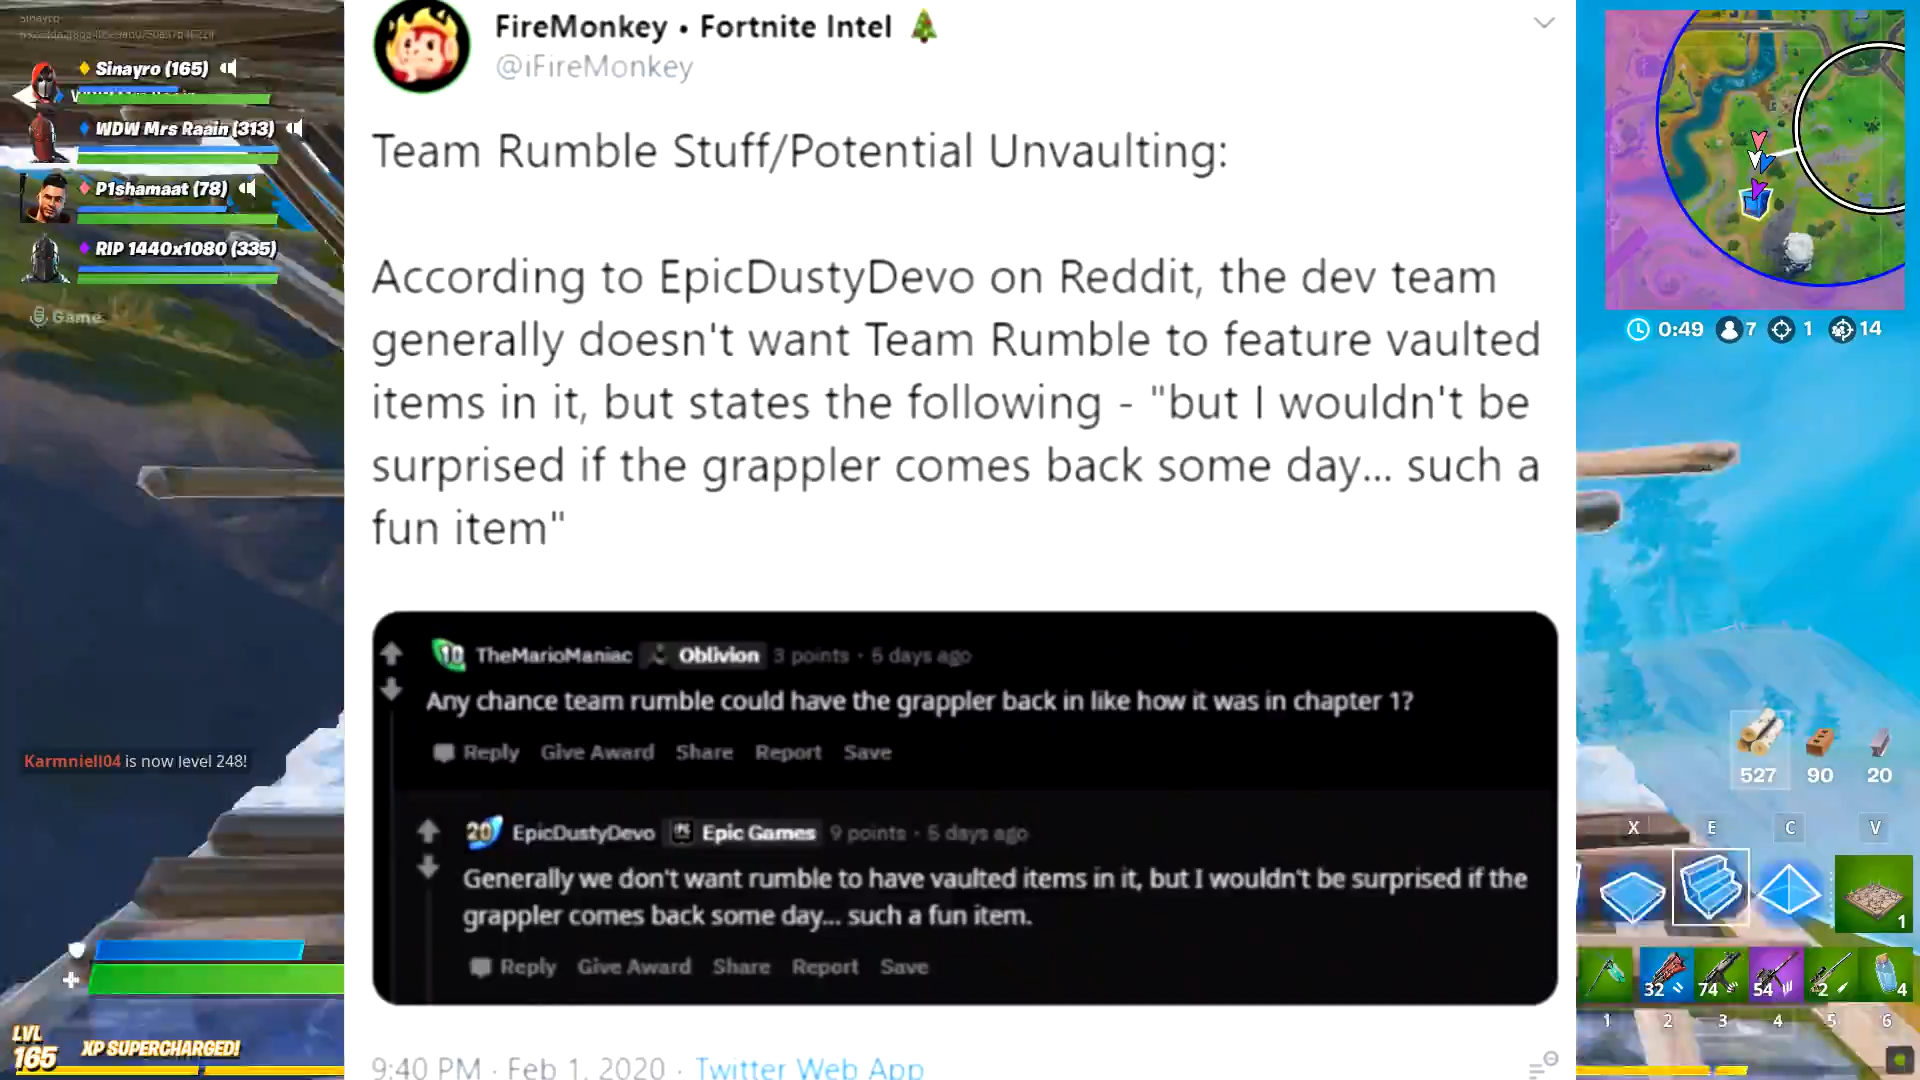 Sinayro
Sinayro (165)
WDW Mrs Raain (313)
P1shamaat (78)
RIP 1440x1080 (335)
Game
Karmniell04 is now level 248!
LVL
165
XP SUPERCHARGED!
FireMonkey • Fortnite Intel 🎄
@iFireMonkey
Team Rumble Stuff/Potential Unvaulting:
According to EpicDustyDevo on Reddit, the dev team
generally doesn't want Team Rumble to feature vaulted
items in it, but states the following - "but I wouldn't be
surprised if the grappler comes back some day... such a
fun item"
10 TheMarioManiac Oblivion 3 points · 5 days ago
Any chance team rumble could have the grappler back in like how it was in chapter 1?
Reply Give Award Share Report Save
20 EpicDustyDevo Epic Games 9 points · 5 days ago
Generally we don't want rumble to have vaulted items in it, but I wouldn't be surprised if the
grappler comes back some day... such a fun item.
Reply Give Award Share Report Save
9:40 PM · Feb 1, 2020 · Twitter Web App
0:49 7 1 14
527 90 20
X E C V
1
32 74 54 2 4
1 2 3 4 5 6